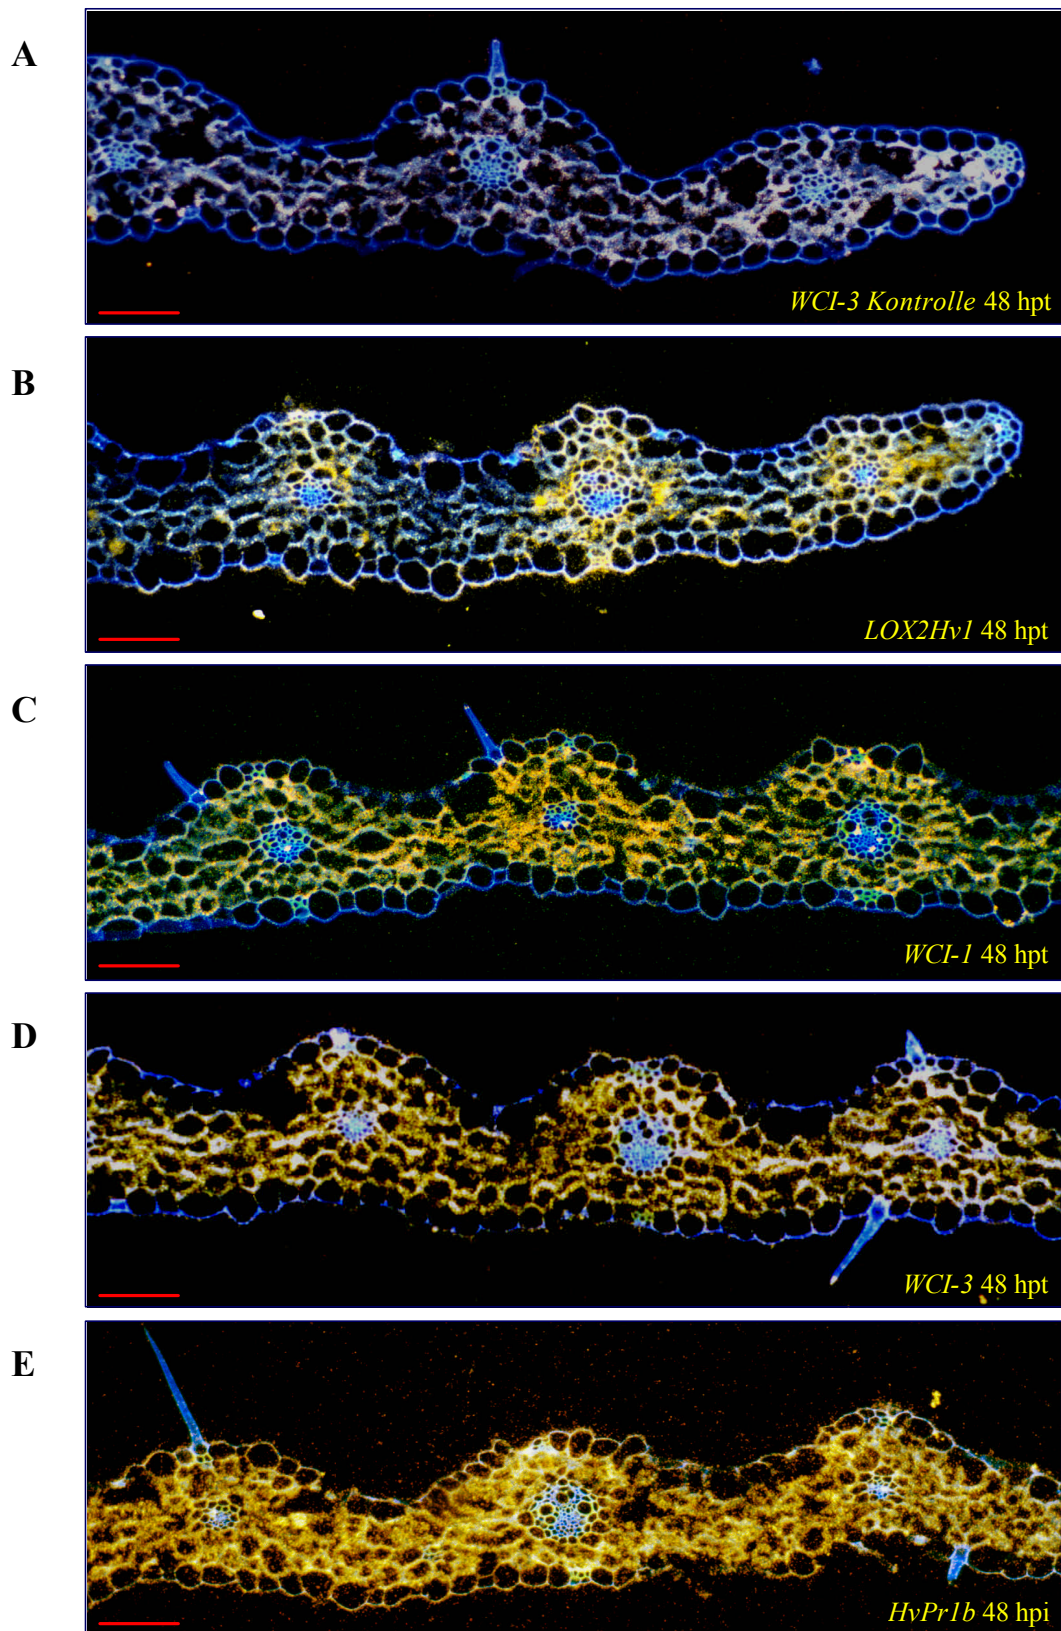 A
WCI-3 Kontrolle 48 hpt
B
LOX2Hv1 48 hpt
C
WCI-1 48 hpt
D
WCI-3 48 hpt
E
HvPr1b 48 hpi